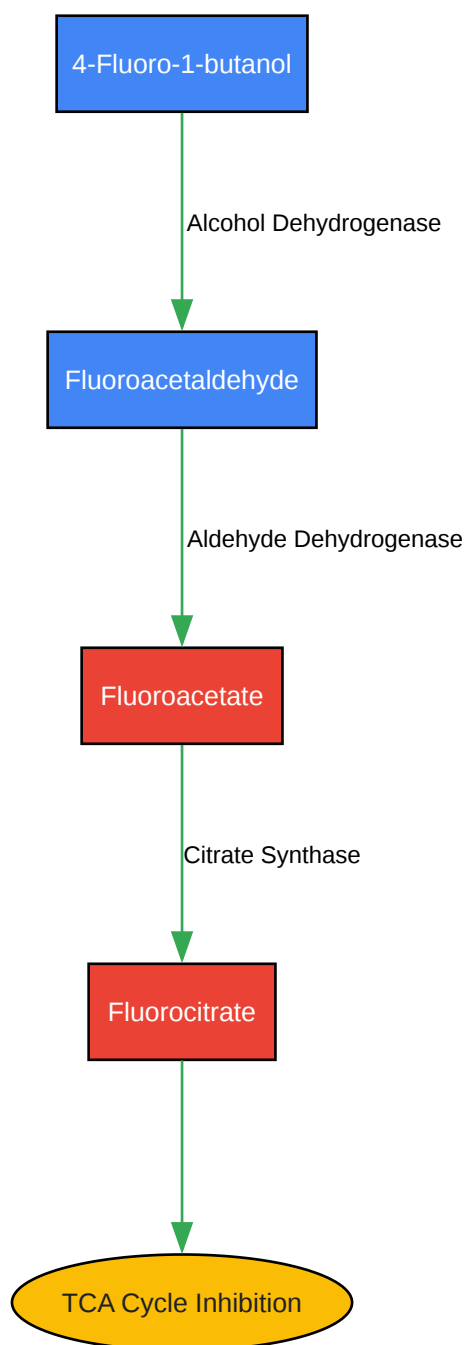 4-Fluoro-1-butanol
Alcohol Dehydrogenase
Fluoroacetaldehyde
Aldehyde Dehydrogenase
Fluoroacetate
Citrate Synthase
Fluorocitrate
TCA Cycle Inhibition